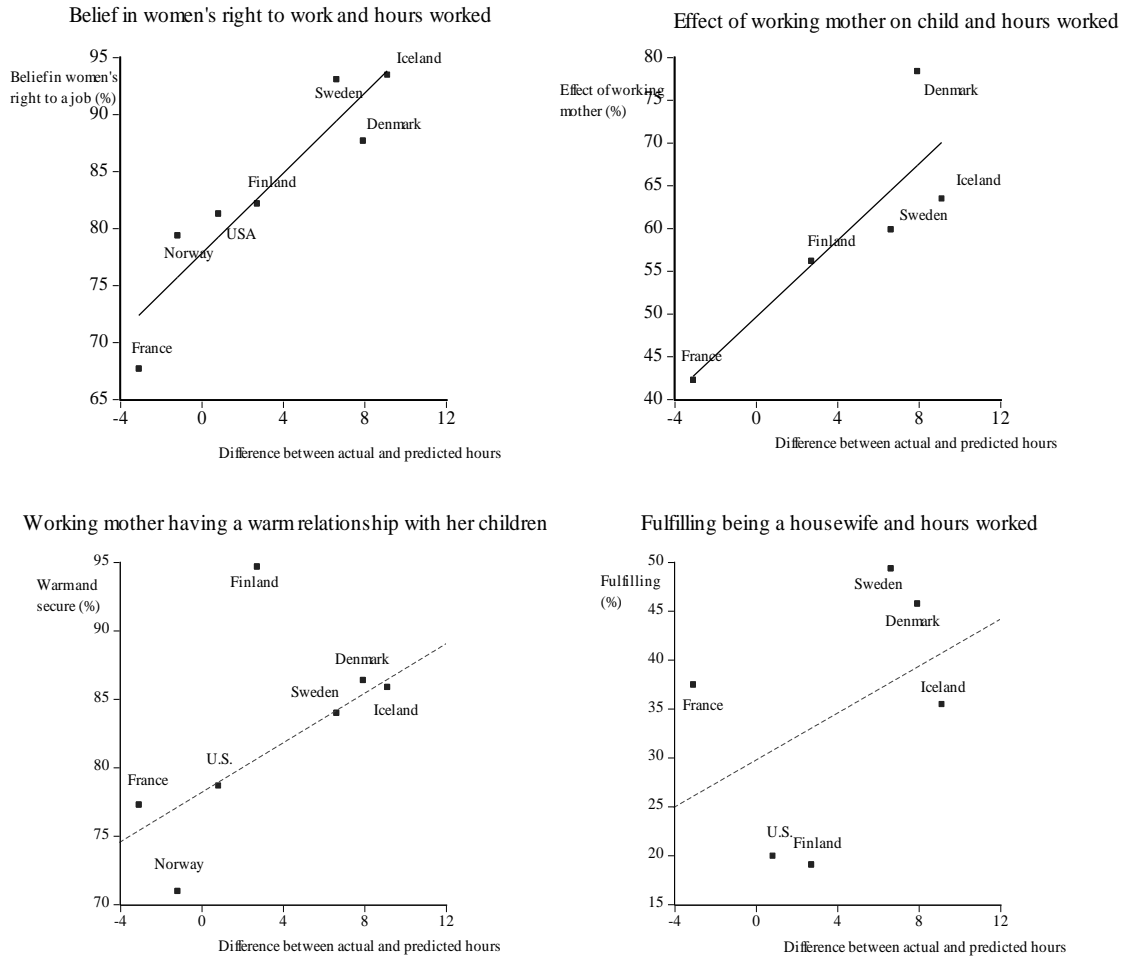 Belief in women's right to work and hours worked
95
Iceland
Belief in women's
right to a job (%)
Sweden
90
Denmark
85
Finland
80
USA
Norway
75
70
France
65
-4 0 4 8 12
Difference between actual and predicted hours
Effect of working mother on child and hours worked
80
Effect of working
mother (%)
75
Denmark
70
65
Iceland
60
Sweden
Finland
55
50
45
France
40
-4 0 4 8 12
Difference between actual and predicted hours
Working mother having a warm relationship with her children
95
Warm and
secure (%)
Finland
90
Denmark
85
Sweden
Iceland
80
U.S.
France
75
Norway
70
-4 0 4 8 12
Difference between actual and predicted hours
Fulfilling being a housewife and hours worked
50
Fulfilling
(%)
Sweden
45
Denmark
40
Iceland
35
France
30
25
20
U.S. Finland
15
-4 0 4 8 12
Difference between actual and predicted hours